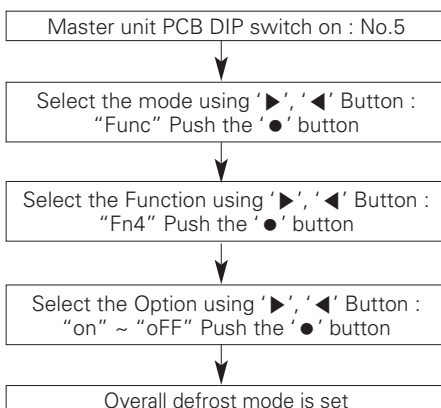 Master unit PCB DIP switch on : No.5
Select the mode using ‘▶’, ‘◀’ Button :
“Func” Push the ‘●’ button
Select the Function using ‘▶’, ‘◀’ Button :
“Fn4” Push the ‘●’ button
Select the Option using ‘▶’, ‘◀’ Button :
“on” ~ “oFF” Push the ‘●’ button
Overall defrost mode is set